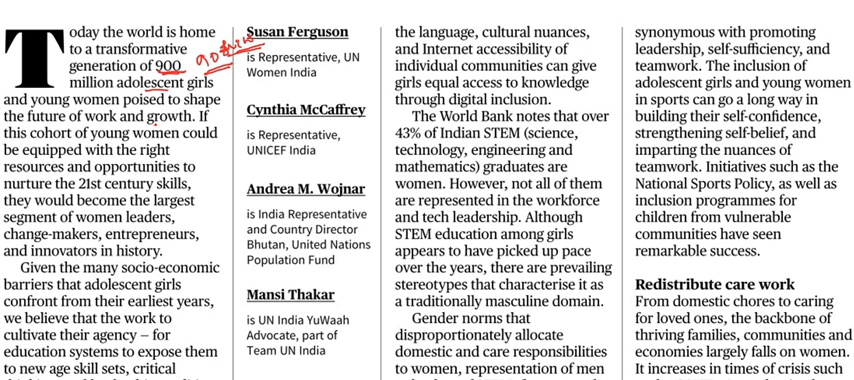 Today the world is home
to a transformative
generation of 900
million adolescent girls
and young women poised to shape
the future of work and growth. If
this cohort of young women could
be equipped with the right
resources and opportunities to
nurture the 21st century skills,
they would become the largest
segment of women leaders,
change-makers, entrepreneurs,
and innovators in history.
Given the many socio-economic
barriers that adolescent girls
confront from their earliest years,
we believe that the work to
cultivate their agency – for
education systems to expose them
to new age skill sets, critical
Susan Ferguson
is Representative, UN
Women India
Cynthia McCaffrey
is Representative,
UNICEF India
Andrea M. Wojnar
is India Representative
and Country Director
Bhutan, United Nations
Population Fund
Mansi Thakar
is UN India YuWaah
Advocate, part of
Team UN India
the language, cultural nuances,
and Internet accessibility of
individual communities can give
girls equal access to knowledge
through digital inclusion.
The World Bank notes that over
43% of Indian STEM (science,
technology, engineering and
mathematics) graduates are
women. However, not all of them
are represented in the workforce
and tech leadership. Although
STEM education among girls
appears to have picked up pace
over the years, there are prevailing
stereotypes that characterise it as
a traditionally masculine domain.
Gender norms that
disproportionately allocate
domestic and care responsibilities
to women, representation of men
synonymous with promoting
leadership, self-sufficiency, and
teamwork. The inclusion of
adolescent girls and young women
in sports can go a long way in
building their self-confidence,
strengthening self-belief, and
imparting the nuances of
teamwork. Initiatives such as the
National Sports Policy, as well as
inclusion programmes for
children from vulnerable
communities have seen
remarkable success.
Redistribute care work
From domestic chores to caring
for loved ones, the backbone of
thriving families, communities and
economies largely falls on women.
It increases in times of crisis such